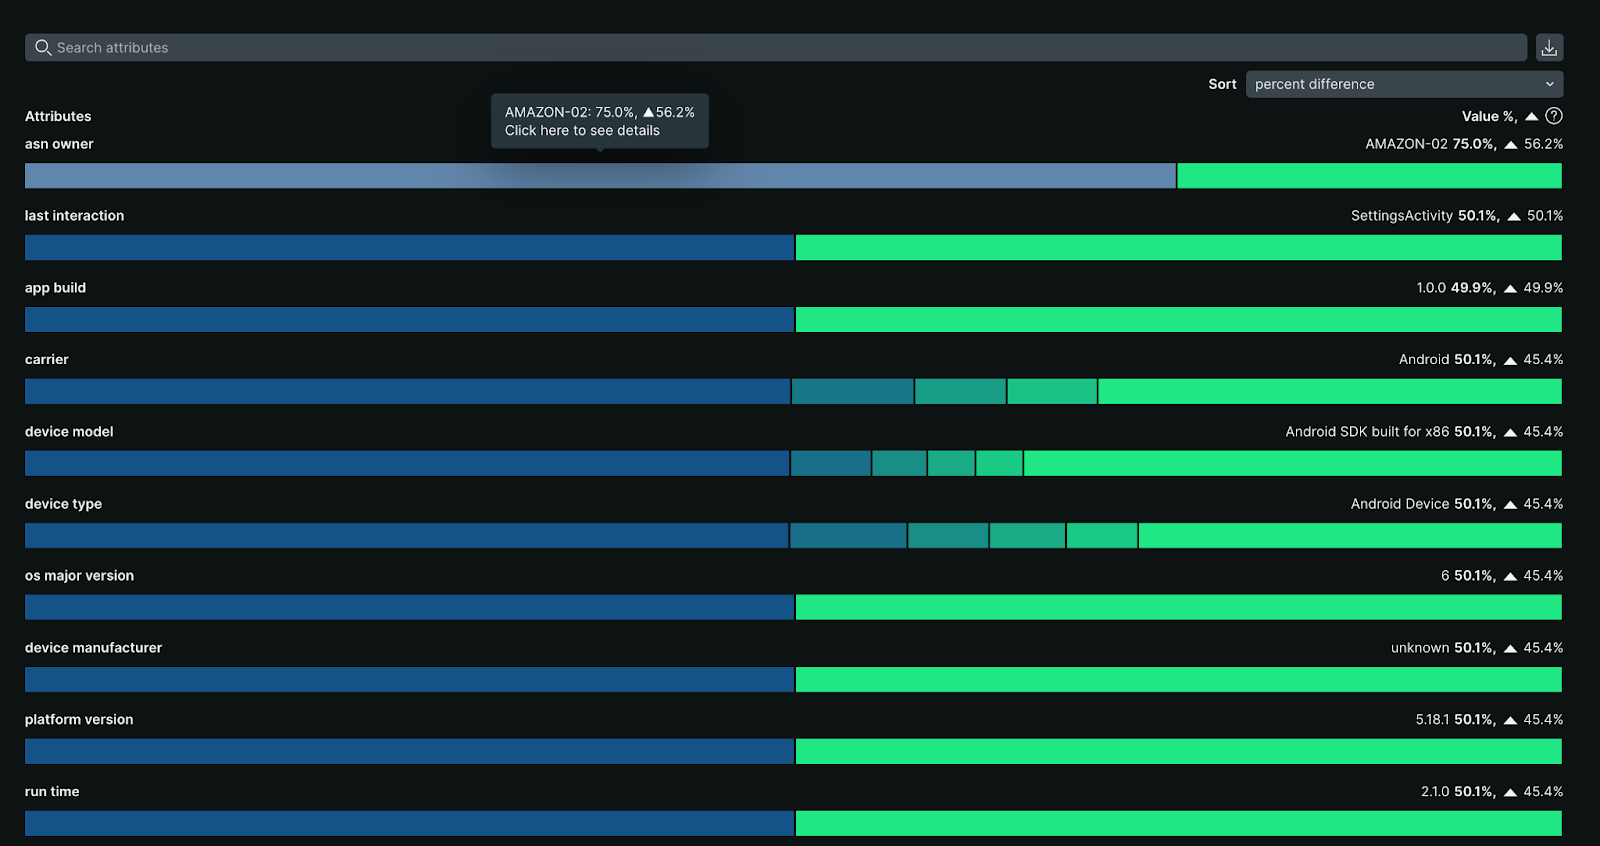 Search attributes
Sort percent difference
AMAZON-02: 75.0%, ▲56.2%
Click here to see details
Attributes Value %, ▲ ?
asn owner AMAZON-02 75.0%, ▲ 56.2%
last interaction SettingsActivity 50.1%, ▲ 50.1%
app build 1.0.0 49.9%, ▲ 49.9%
carrier Android 50.1%, ▲ 45.4%
device model Android SDK built for x86 50.1%, ▲ 45.4%
device type Android Device 50.1%, ▲ 45.4%
os major version 6 50.1%, ▲ 45.4%
device manufacturer unknown 50.1%, ▲ 45.4%
platform version 5.18.1 50.1%, ▲ 45.4%
run time 2.1.0 50.1%, ▲ 45.4%